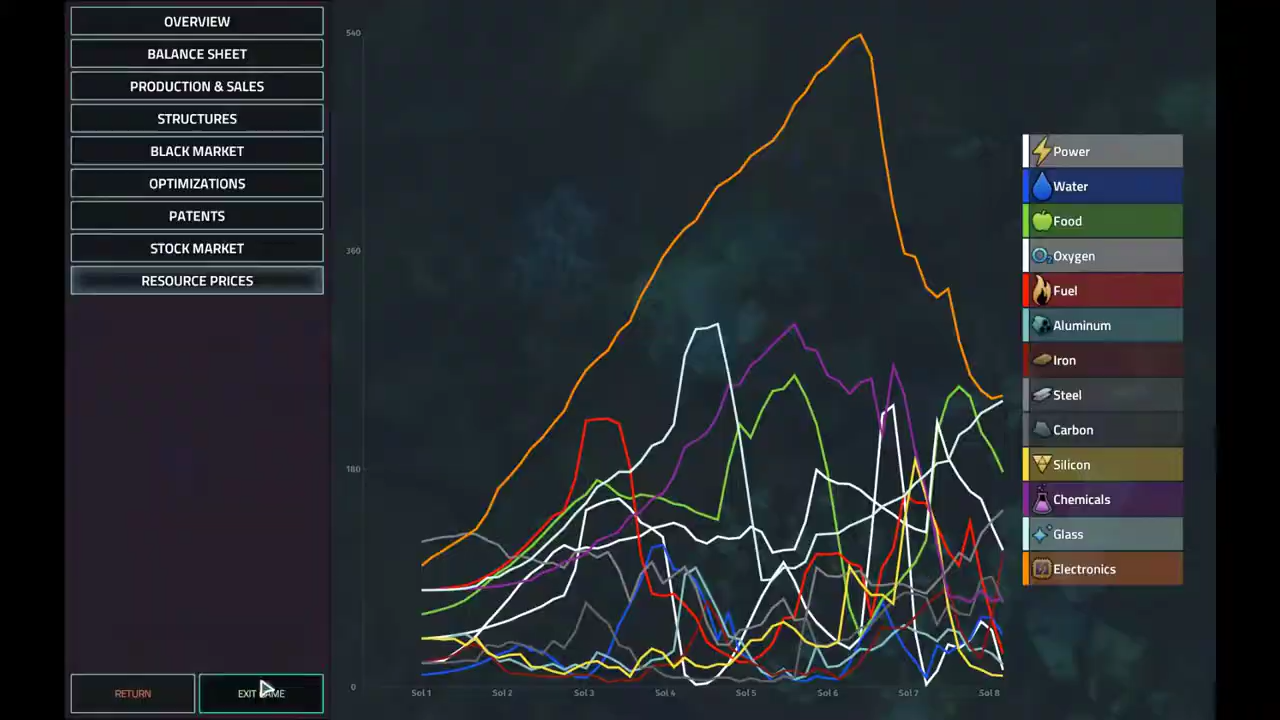 OVERVIEW
BALANCE SHEET
PRODUCTION & SALES
STRUCTURES
BLACK MARKET
OPTIMIZATIONS
PATENTS
STOCK MARKET
RESOURCE PRICES
RETURN
EXIT GAME
540
360
180
0
Sol 1
Sol 2
Sol 3
Sol 4
Sol 5
Sol 6
Sol 7
Sol 8
Power
Water
Food
Oxygen
Fuel
Aluminum
Iron
Steel
Carbon
Silicon
Chemicals
Glass
Electronics